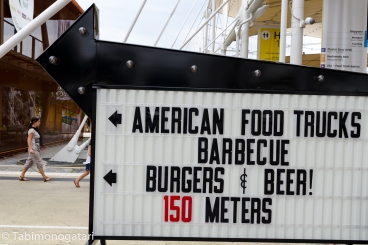 ← AMERICAN FOOD TRUCKS
BARBECUE
← BURGERS & BEER!
150 METERS
© Tabimonogatari